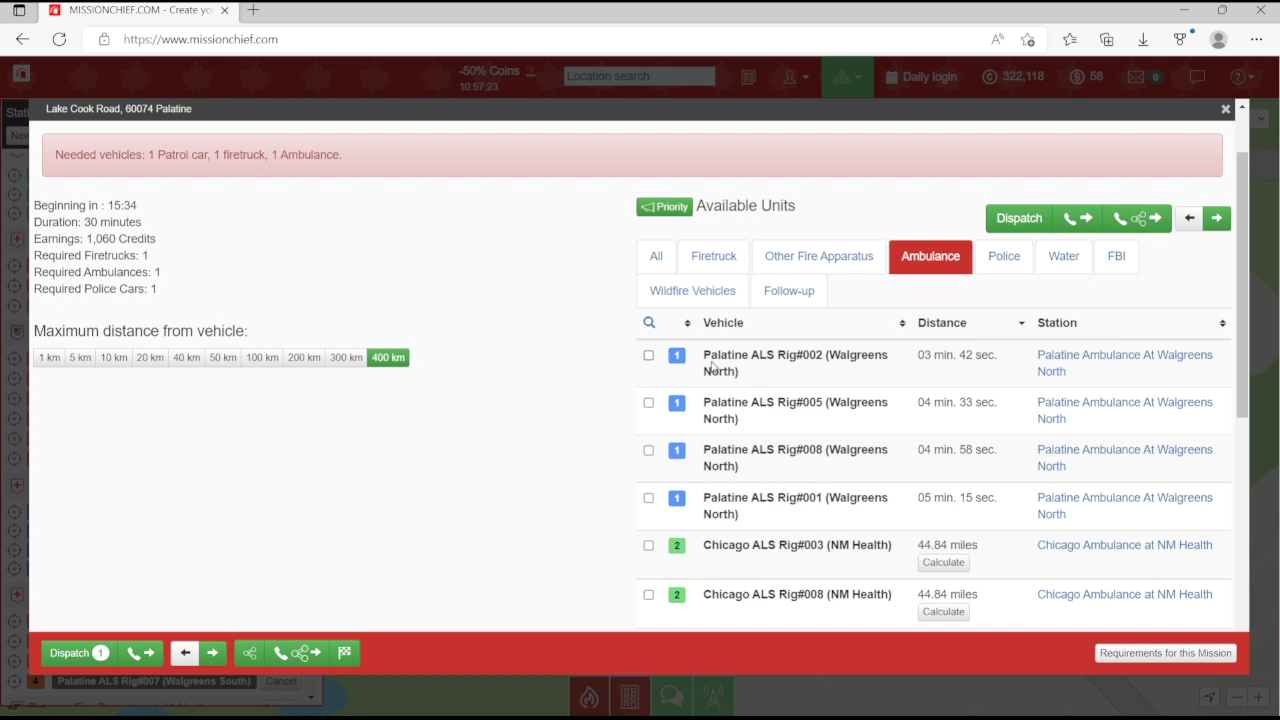 MISSIONCHIEF.COM - Create yo
https://www.missionchief.com
-50% Coins
10:57:23
Location search
Daily login
322,118
58
0
Lake Cook Road, 60074 Palatine
Needed vehicles: 1 Patrol car, 1 firetruck, 1 Ambulance.
Beginning in : 15:34
Duration: 30 minutes
Earnings: 1,060 Credits
Required Firetrucks: 1
Required Ambulances: 1
Required Police Cars: 1
Maximum distance from vehicle:
1 km 5 km 10 km 20 km 40 km 50 km 100 km 200 km 300 km 400 km
Priority Available Units
Dispatch
All Firetruck Other Fire Apparatus Ambulance Police Water FBI
Wildfire Vehicles Follow-up
Vehicle Distance Station
1 Palatine ALS Rig#002 (Walgreens North) 03 min. 42 sec. Palatine Ambulance At Walgreens North
1 Palatine ALS Rig#005 (Walgreens North) 04 min. 33 sec. Palatine Ambulance At Walgreens North
1 Palatine ALS Rig#008 (Walgreens North) 04 min. 58 sec. Palatine Ambulance At Walgreens North
1 Palatine ALS Rig#001 (Walgreens North) 05 min. 15 sec. Palatine Ambulance At Walgreens North
2 Chicago ALS Rig#003 (NM Health) 44.84 miles Chicago Ambulance at NM Health
Calculate
2 Chicago ALS Rig#008 (NM Health) 44.84 miles Chicago Ambulance at NM Health
Calculate
Dispatch 1
Requirements for this Mission
4 Palatine ALS Rig#007 (Walgreens South) Cancel